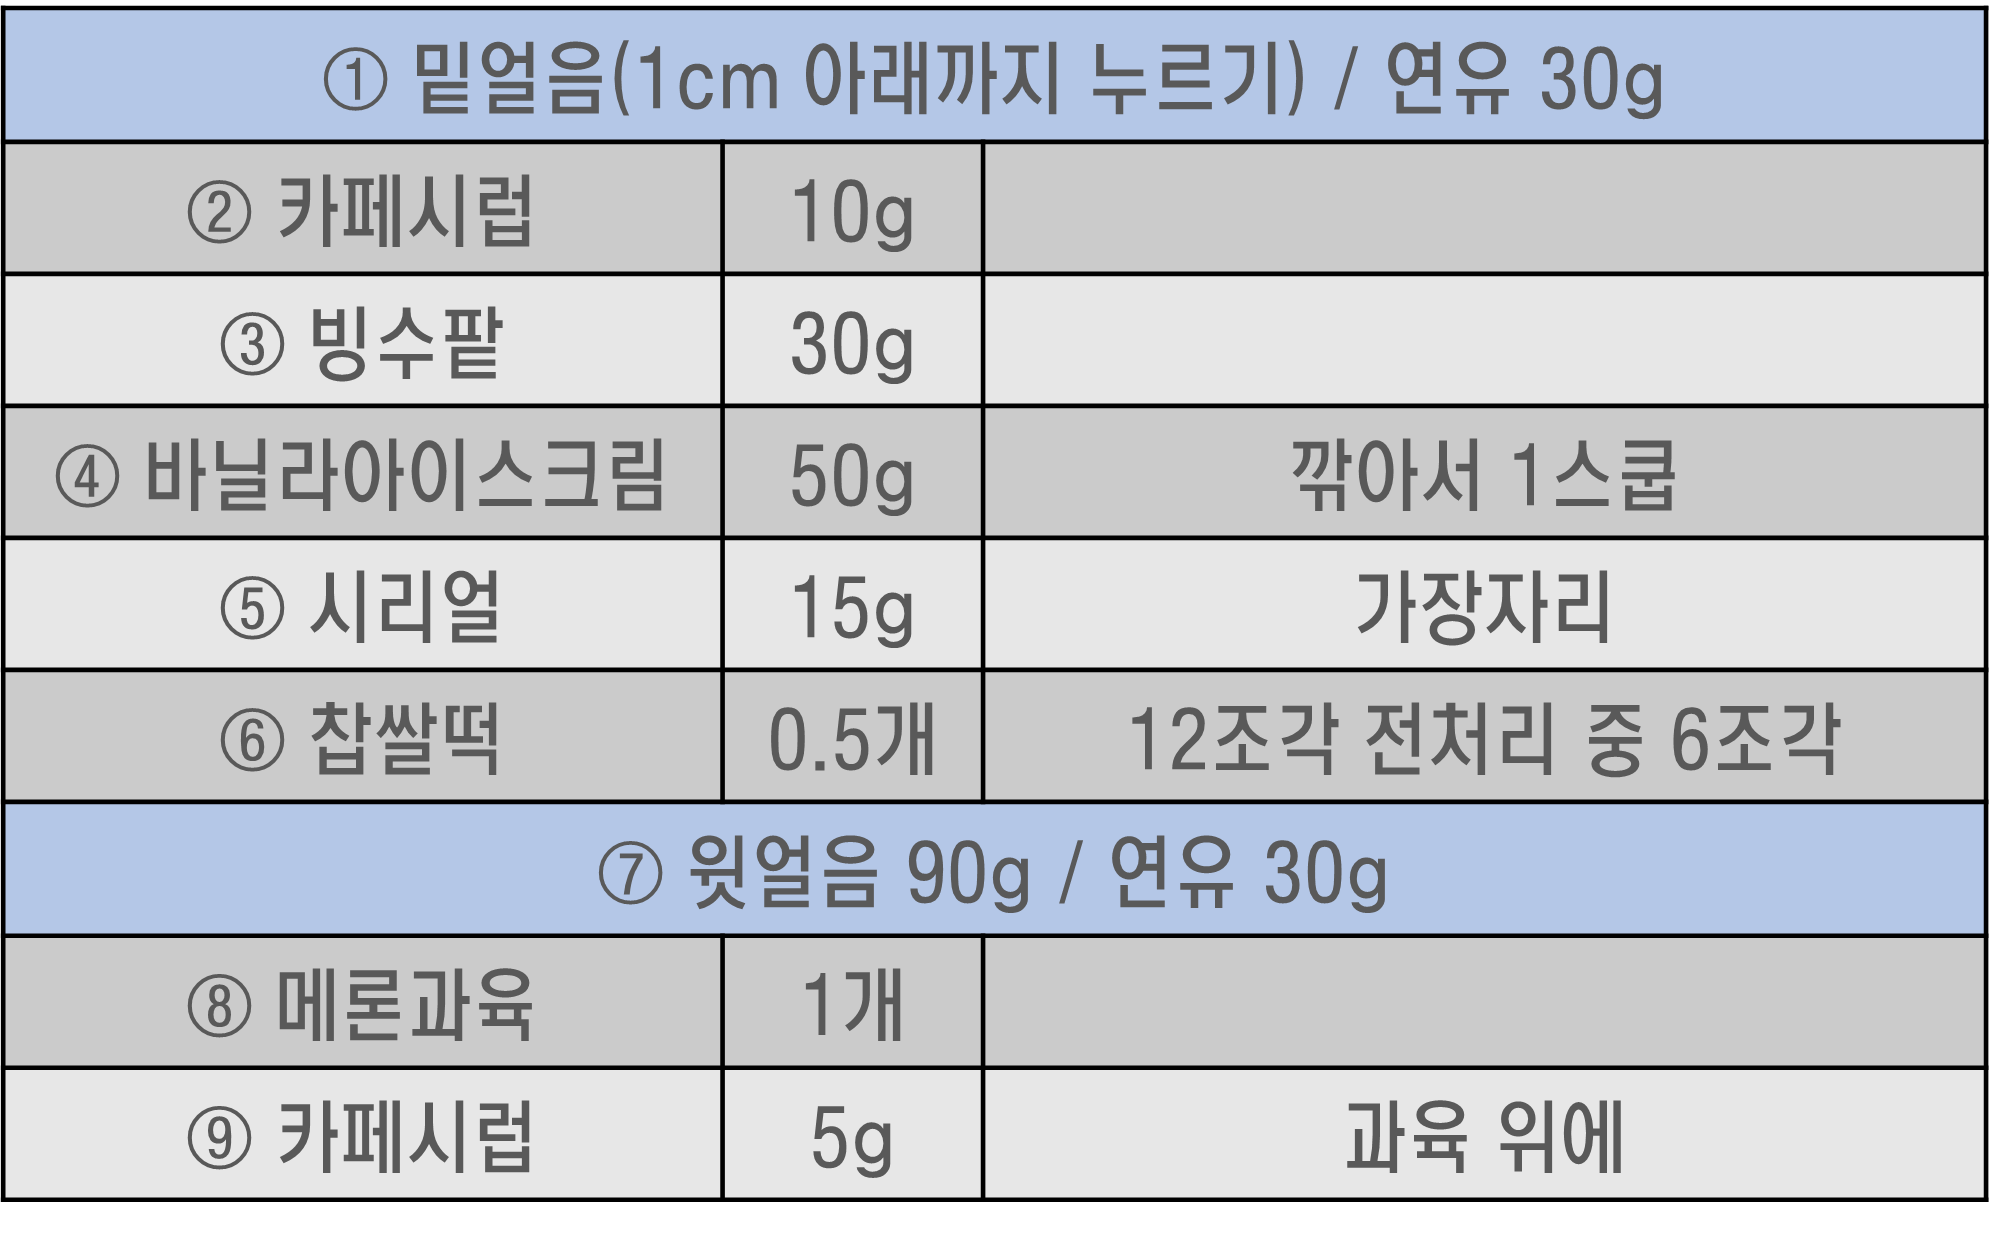 ① 밑얼음(1cm 아래까지 누르기) / 연유 30g
② 카페시럽 10g
③ 빙수팥 30g
④ 바닐라아이스크림 50g 깎아서 1스쿱
⑤ 시리얼 15g 가장자리
⑥ 찹쌀떡 0.5개 12조각 전처리 중 6조각
⑦ 윗얼음 90g / 연유 30g
⑧ 메론과육 1개
⑨ 카페시럽 5g 과육 위에